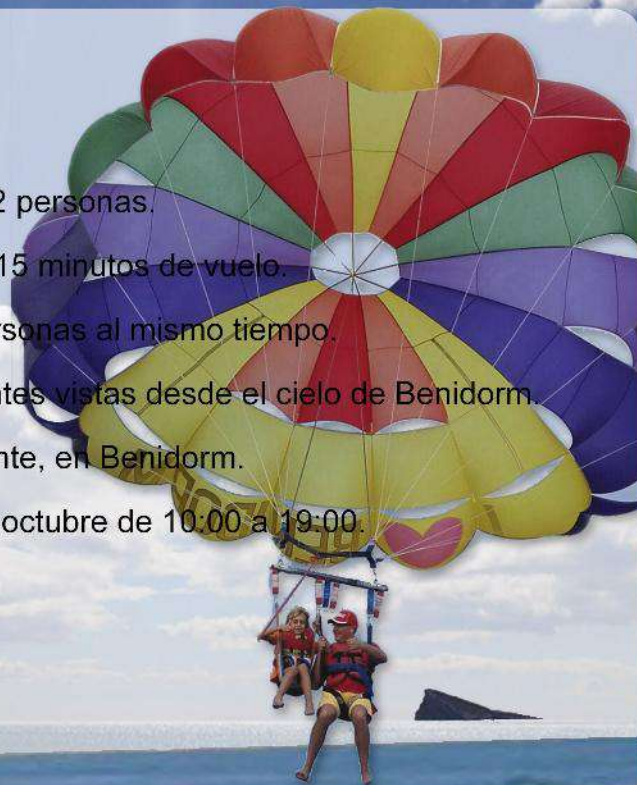 2 personas.
15 minutos de vuelo.
rsonas al mismo tiempo.
ntes vistas desde el cielo de Benidorm.
nte, en Benidorm.
octubre de 10:00 a 19:00.